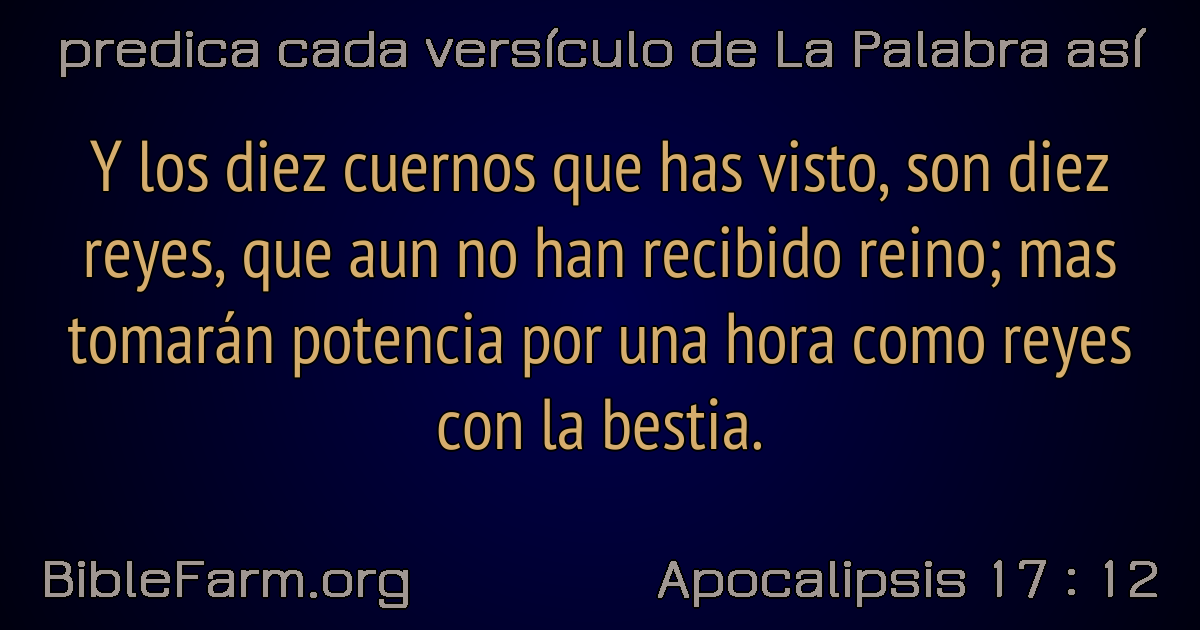 predica cada versículo de La Palabra así
Y los diez cuernos que has visto, son diez
reyes, que aun no han recibido reino; mas
tomarán potencia por una hora como reyes
con la bestia.
BibleFarm.org
Apocalipsis 17 : 12